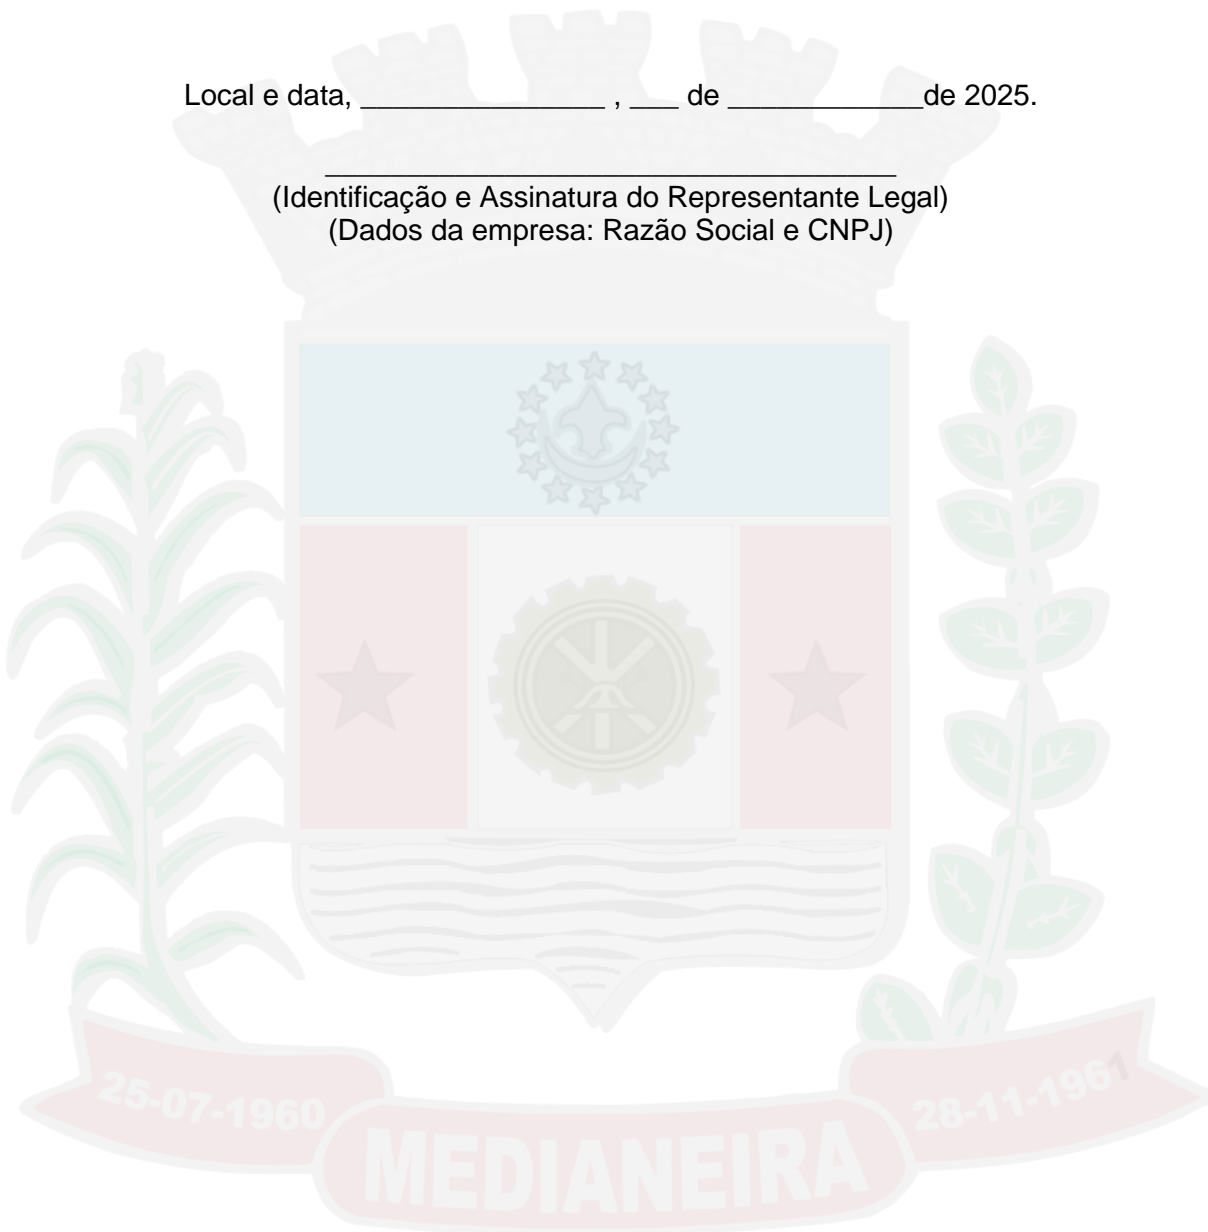 Local e data, _______________ , ___ de ____________de 2025.
___________________________________
(Identificação e Assinatura do Representante Legal)
(Dados da empresa: Razão Social e CNPJ)
25-07-1960
28-11-1961
MEDIANEIRA